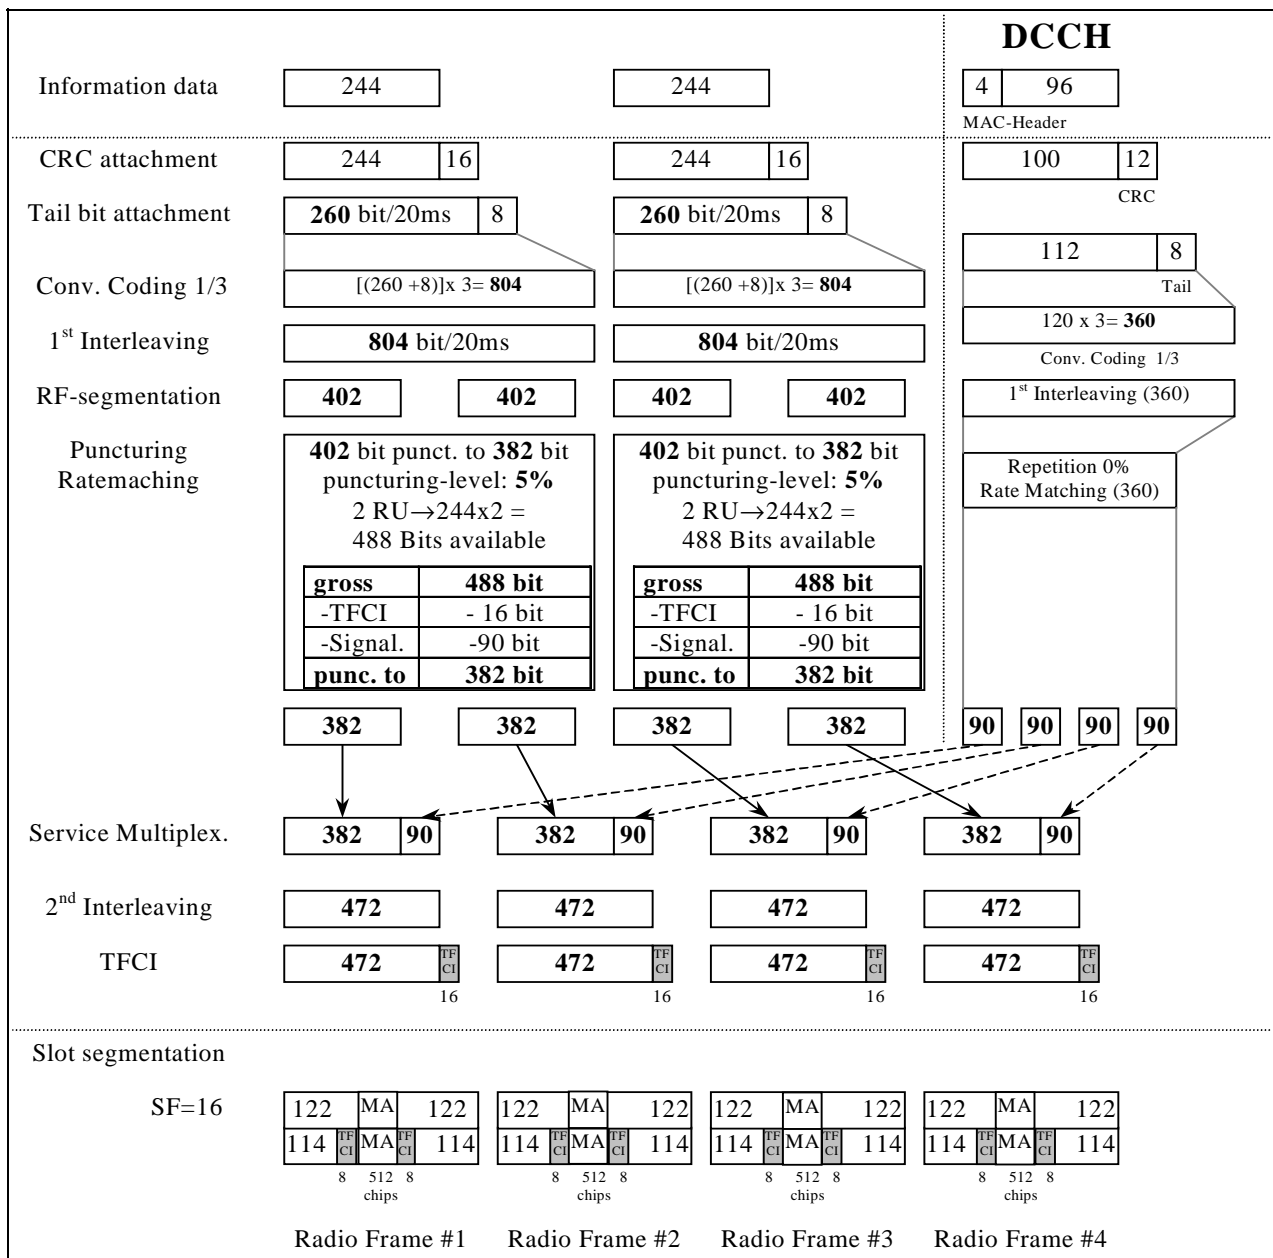 DCCH
Information data 244 244 4 96
MAC-Header
CRC attachment 244 16 244 16 100 12
CRC
Tail bit attachment 260 bit/20ms 8 260 bit/20ms 8
112 8
Tail
Conv. Coding 1/3 [(260 +8)]x 3= 804 [(260 +8)]x 3= 804
120 x 3= 360
Conv. Coding 1/3
1st Interleaving 804 bit/20ms 804 bit/20ms
RF-segmentation 402 402 402 402 1st Interleaving (360)
Puncturing 402 bit punct. to 382 bit 402 bit punct. to 382 bit
Ratemaching puncturing-level: 5% puncturing-level: 5%
Repetition 0%
Rate Matching (360)
2 RU→244x2 = 2 RU→244x2 =
488 Bits available 488 Bits available
gross 488 bit gross 488 bit
-TFCI - 16 bit -TFCI - 16 bit
-Signal. -90 bit -Signal. -90 bit
punc. to 382 bit punc. to 382 bit
382 382 382 382 90 90 90 90
Service Multiplex. 382 90 382 90 382 90 382 90
2nd Interleaving 472 472 472 472
TFCI 472 TF CI 472 TF CI 472 TF CI 472 TF CI
16 16 16 16
Slot segmentation
SF=16 122 MA 122 122 MA 122 122 MA 122 122 MA 122
114 TF CI MA TF CI 114 114 TF CI MA TF CI 114 114 TF CI MA TF CI 114 114 TF CI MA TF CI 114
8 512 8 8 512 8 8 512 8 8 512 8
chips chips chips chips
Radio Frame #1 Radio Frame #2 Radio Frame #3 Radio Frame #4